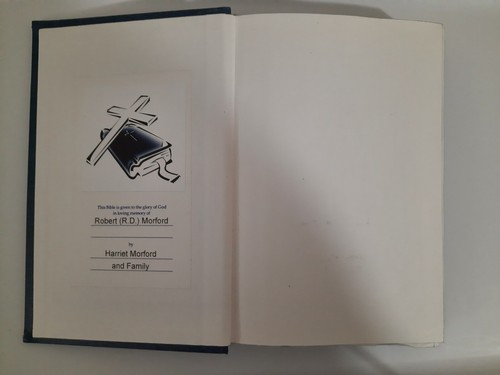 This Bible is given to the glory of God
in loving memory of
Robert (R.D.) Morford
by
Harriet Morford
and Family